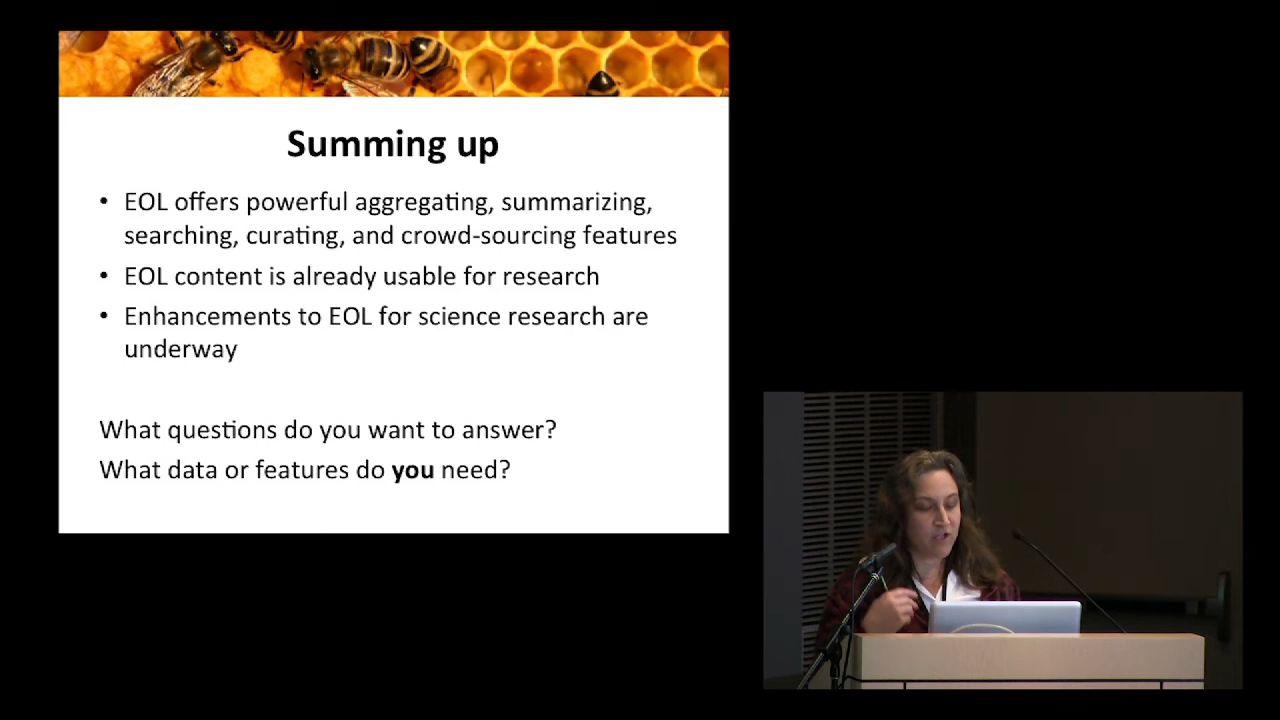 Summing up
• EOL offers powerful aggregating, summarizing,
searching, curating, and crowd-sourcing features
• EOL content is already usable for research
• Enhancements to EOL for science research are
underway
What questions do you want to answer?
What data or features do you need?